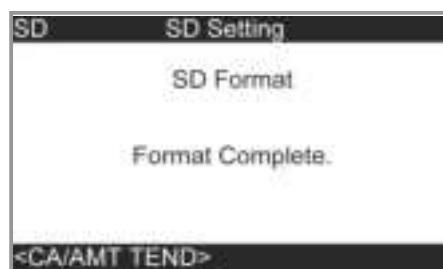 SD SD Setting
SD Format
Format Complete.
<CA/AMT TEND>